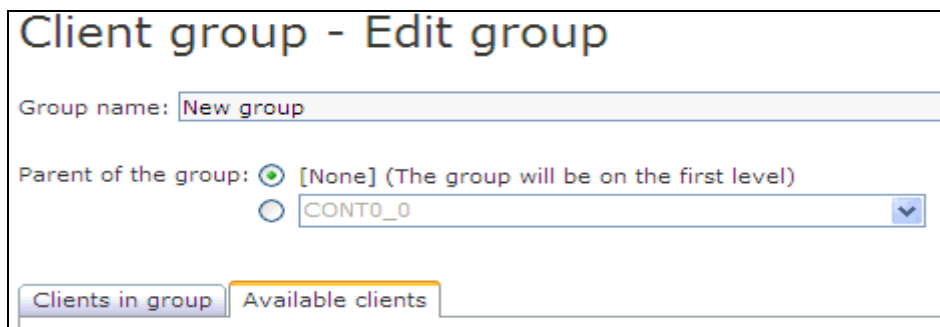 Client group - Edit group
Group name: New group
Parent of the group: [None] (The group will be on the first level)
CONT0_0
Clients in group Available clients